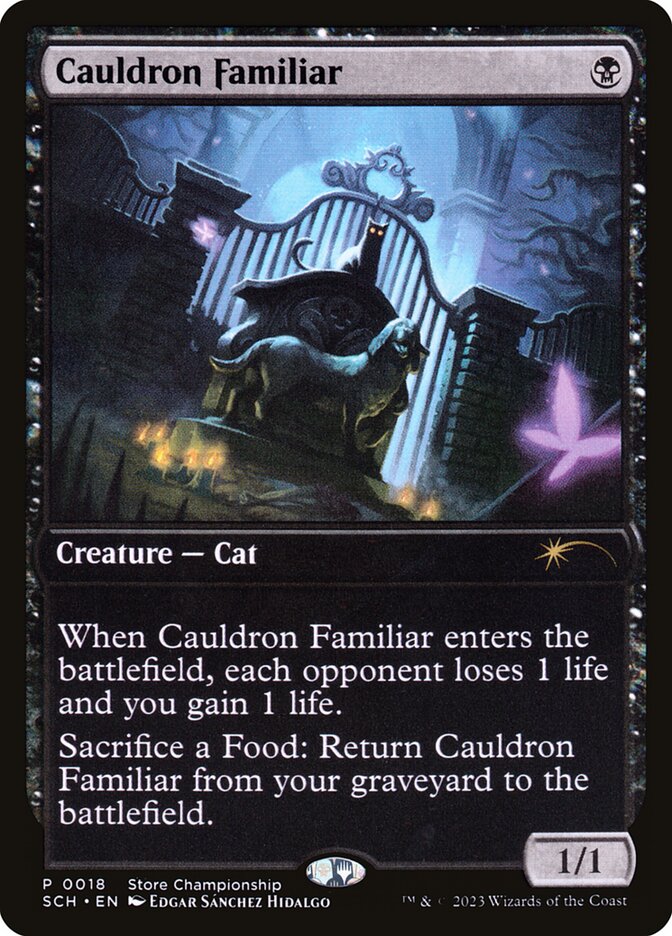 Cauldron Familiar
Creature — Cat
When Cauldron Familiar enters the
battlefield, each opponent loses 1 life
and you gain 1 life.
Sacrifice a Food: Return Cauldron
Familiar from your graveyard to the
battlefield.
1/1
P 0018 Store Championship
SCH • EN Edgar Sánchez Hidalgo
™ & © 2023 Wizards of the Coast